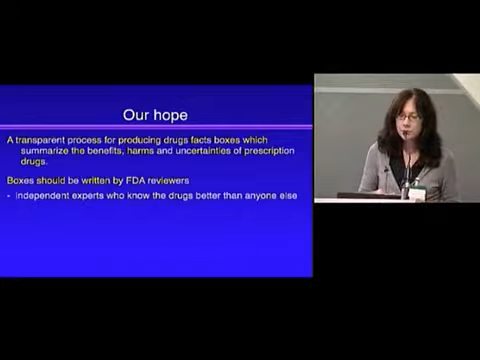 Our hope
A transparent process for producing drugs facts boxes which
summarize the benefits, harms and uncertainties of prescription
drugs.
Boxes should be written by FDA reviewers
- Independent experts who know the drugs better than anyone else